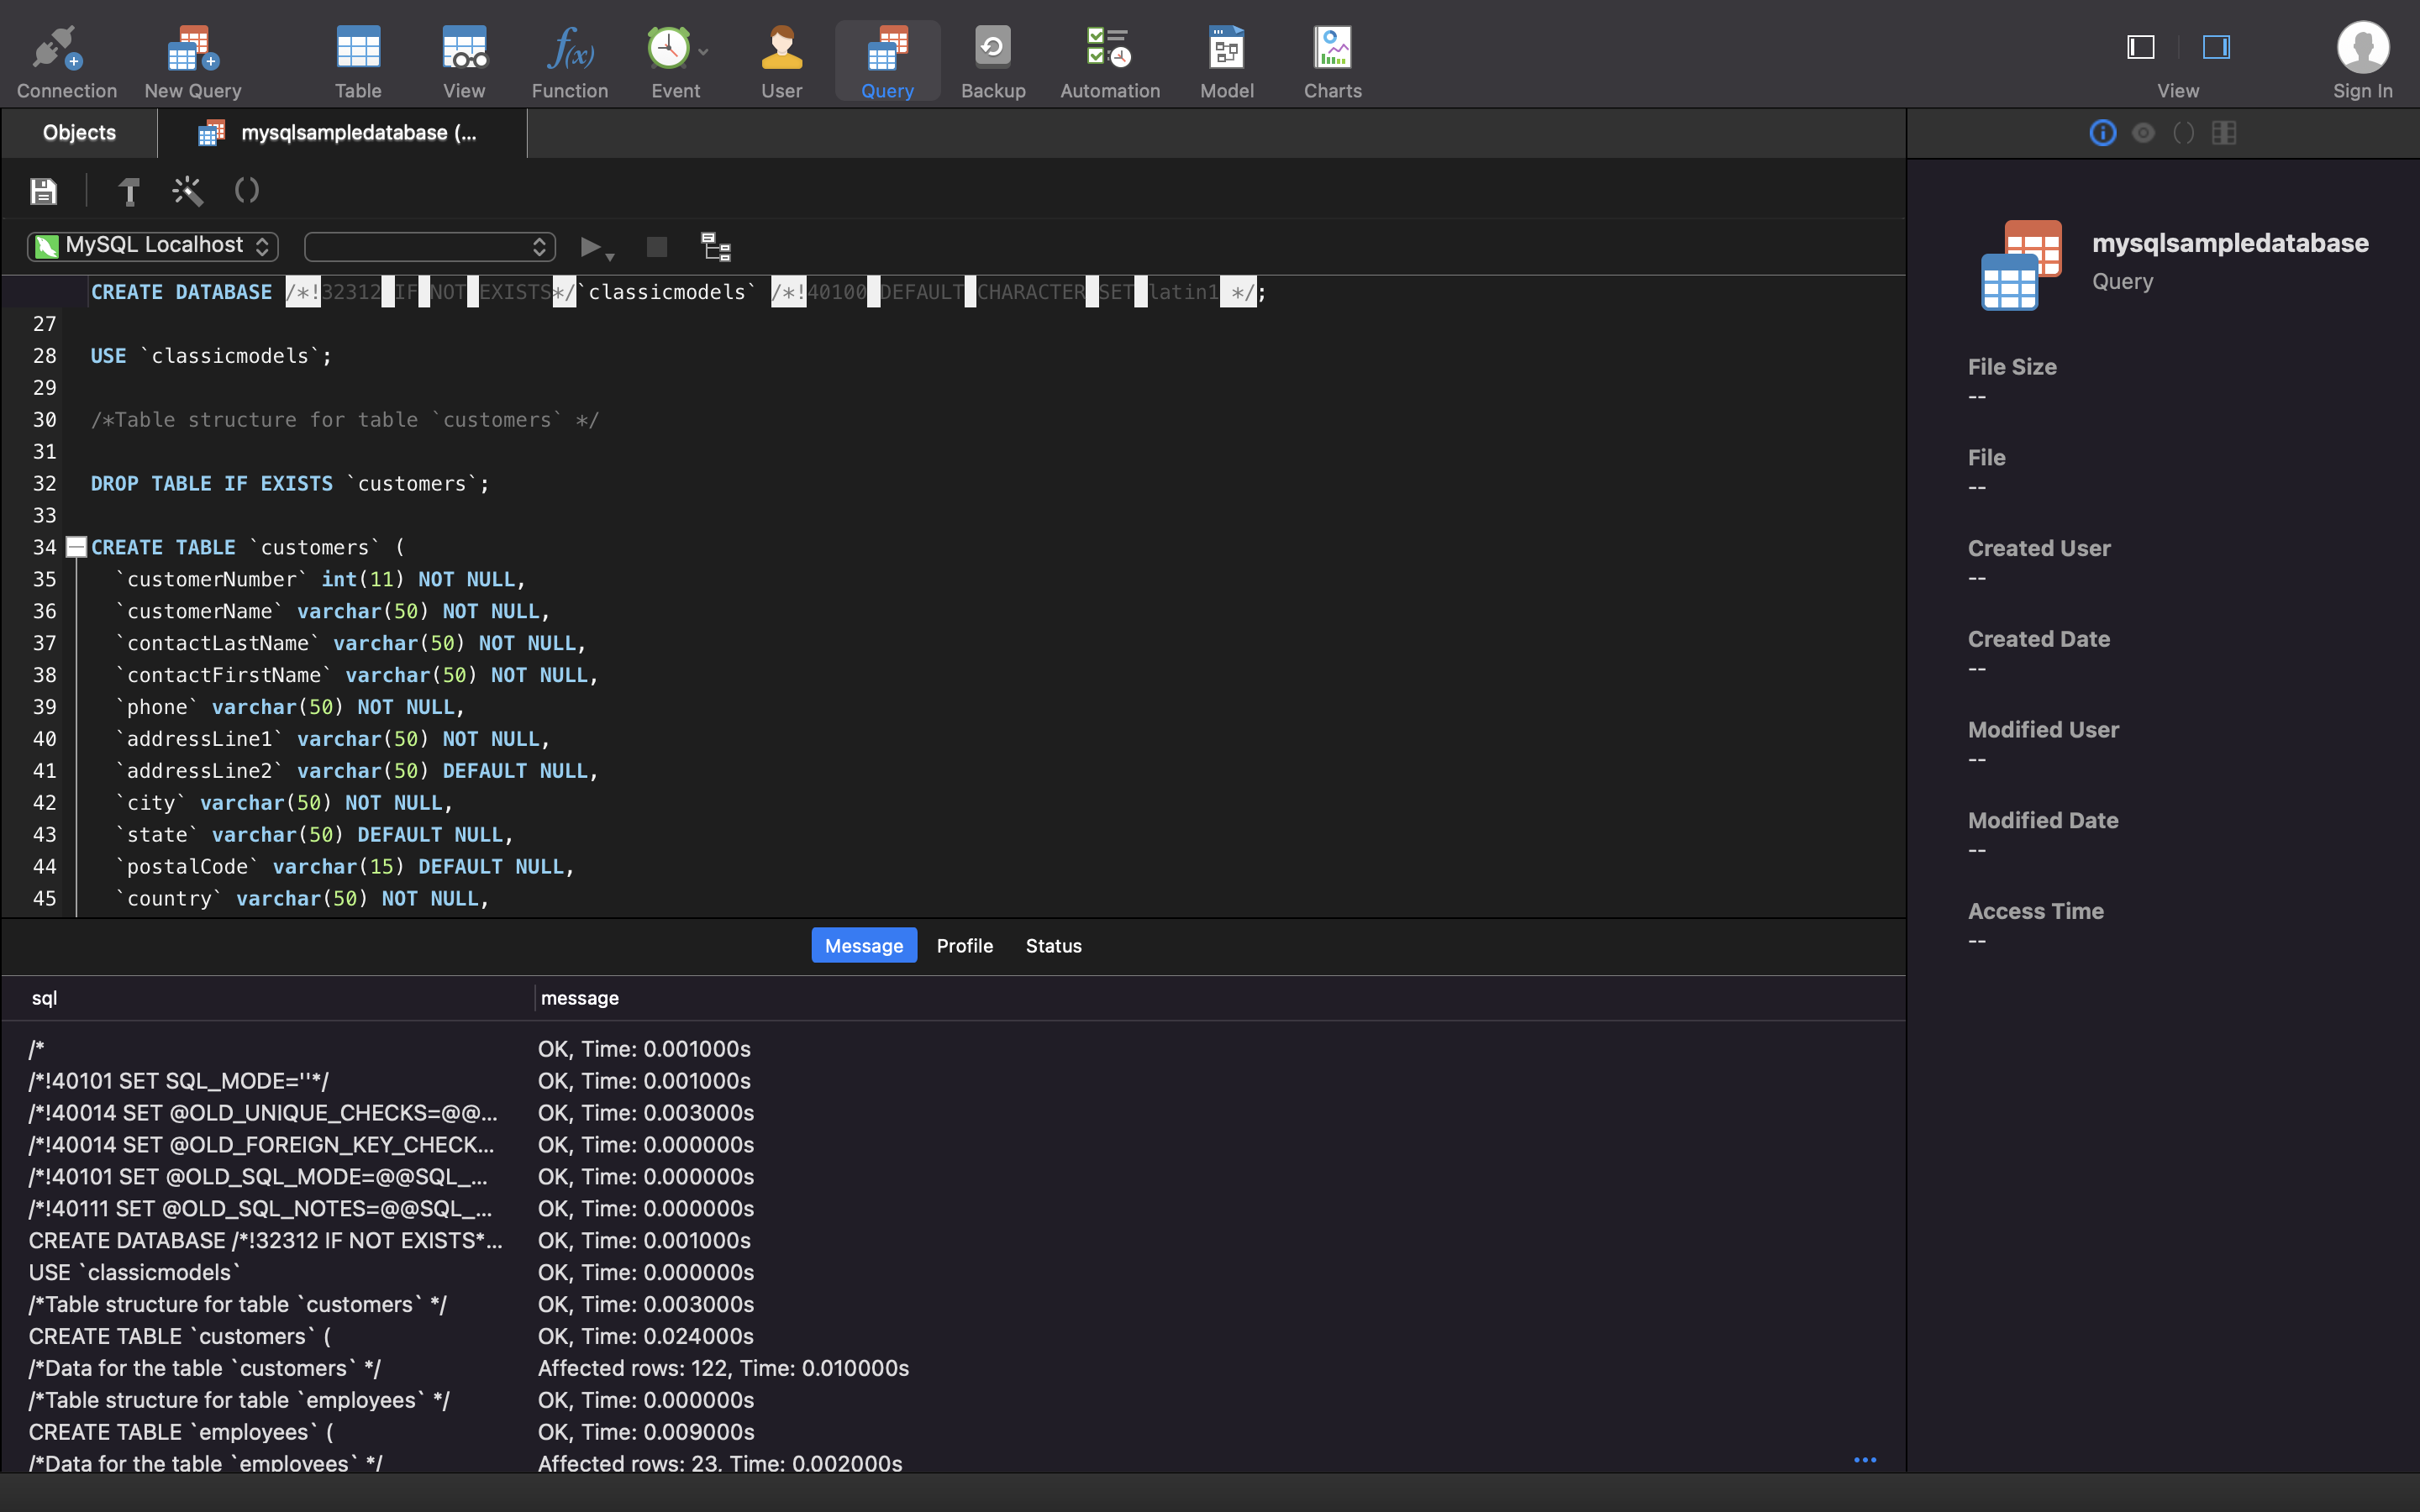 Connection New Query Table View Function Event User Query Backup Automation Model Charts View Sign In
Objects mysqlsampledatabase (...
MySQL Localhost
CREATE DATABASE /*!32312 IF NOT EXISTS*/`classicmodels` /*!40100 DEFAULT CHARACTER SET latin1 */;
27
28 USE `classicmodels`;
29
30 /*Table structure for table `customers` */
31
32 DROP TABLE IF EXISTS `customers`;
33
34 CREATE TABLE `customers` (
35 `customerNumber` int(11) NOT NULL,
36 `customerName` varchar(50) NOT NULL,
37 `contactLastName` varchar(50) NOT NULL,
38 `contactFirstName` varchar(50) NOT NULL,
39 `phone` varchar(50) NOT NULL,
40 `addressLine1` varchar(50) NOT NULL,
41 `addressLine2` varchar(50) DEFAULT NULL,
42 `city` varchar(50) NOT NULL,
43 `state` varchar(50) DEFAULT NULL,
44 `postalCode` varchar(15) DEFAULT NULL,
45 `country` varchar(50) NOT NULL,
Message Profile Status
sql message
/* OK, Time: 0.001000s
/*!40101 SET SQL_MODE=''*/ OK, Time: 0.001000s
/*!40014 SET @OLD_UNIQUE_CHECKS=@@... OK, Time: 0.003000s
/*!40014 SET @OLD_FOREIGN_KEY_CHECK... OK, Time: 0.000000s
/*!40101 SET @OLD_SQL_MODE=@@SQL_... OK, Time: 0.000000s
/*!40111 SET @OLD_SQL_NOTES=@@SQL_... OK, Time: 0.000000s
CREATE DATABASE /*!32312 IF NOT EXISTS*... OK, Time: 0.001000s
USE `classicmodels` OK, Time: 0.000000s
/*Table structure for table `customers` */ OK, Time: 0.003000s
CREATE TABLE `customers` ( OK, Time: 0.024000s
/*Data for the table `customers` */ Affected rows: 122, Time: 0.010000s
/*Table structure for table `employees` */ OK, Time: 0.000000s
CREATE TABLE `employees` ( OK, Time: 0.009000s
/*Data for the table `employees` */ Affected rows: 23, Time: 0.002000s
mysqlsampledatabase
Query
File Size
--
File
--
Created User
--
Created Date
--
Modified User
--
Modified Date
--
Access Time
--